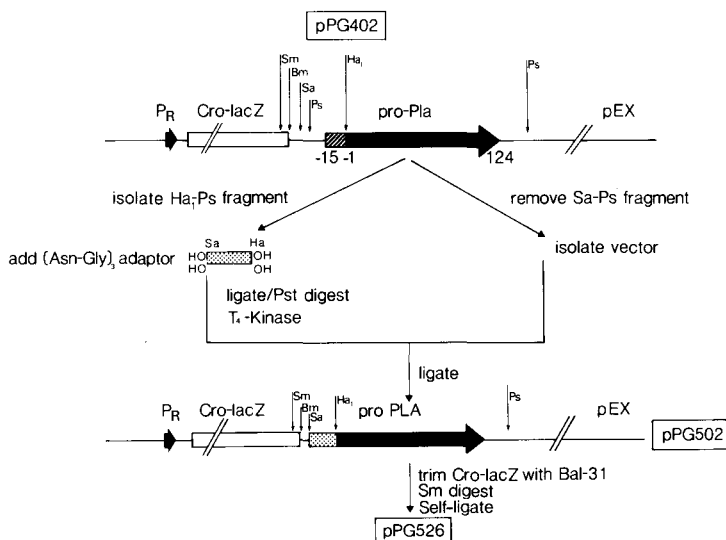 pPG402
Sm
Bm
Sa
Ps
Ha₁
Ps
P_R Cro-lacZ pro-Pla pEX
-15 -1 124
isolate Ha₁-Ps fragment
remove Sa-Ps fragment
add (Asn-Gly)₃ adaptor
Sa Ha
HO OH
HO OH
isolate vector
ligate/Pst digest
T₄-Kinase
ligate
Sm
Bm
Sa
Ha₁
Ps
P_R Cro-lacZ pro PLA pEX
pPG502
trim Cro-lacZ with Bal-31
Sm digest
Self-ligate
pPG526